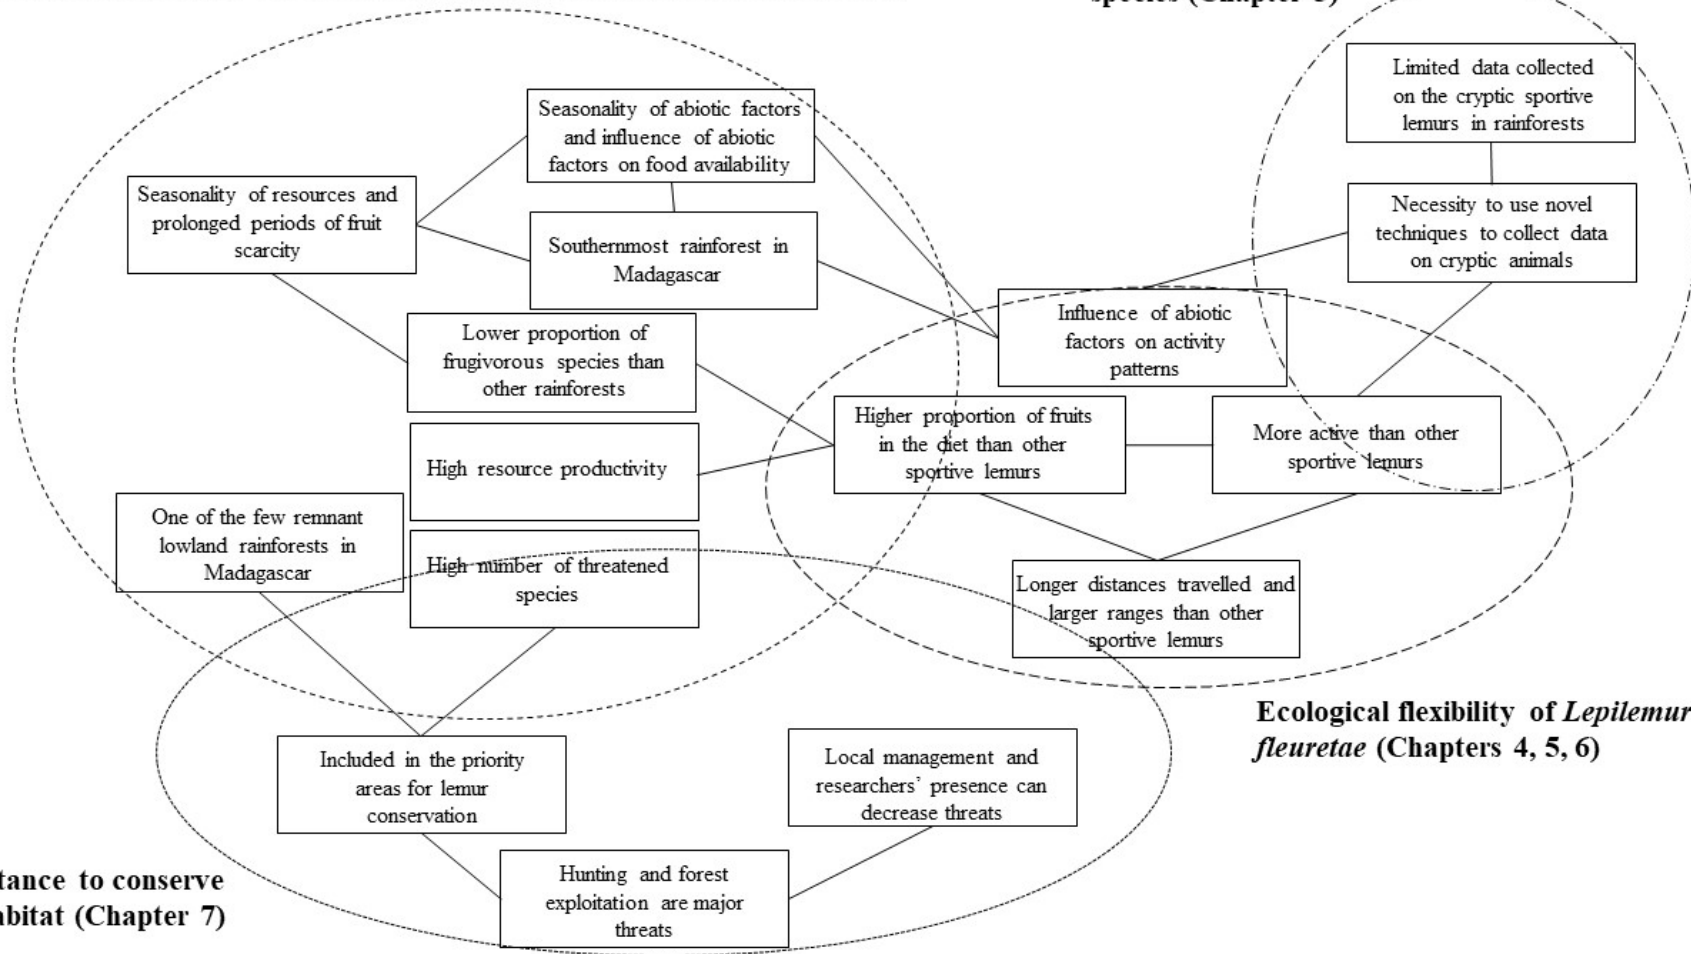 species (Chapter 3)
Limited data collected
on the cryptic sportive
lemurs in rainforests
Seasonality of abiotic factors
and influence of abiotic
factors on food availability
Seasonality of resources and
prolonged periods of fruit
scarcity
Necessity to use novel
techniques to collect data
on cryptic animals
Southernmost rainforest in
Madagascar
Influence of abiotic
factors on activity
patterns
Lower proportion of
frugivorous species than
other rainforests
Higher proportion of fruits
in the diet than other
sportive lemurs
More active than other
sportive lemurs
High resource productivity
One of the few remnant
lowland rainforests in
Madagascar
High number of threatened
species
Longer distances travelled and
larger ranges than other
sportive lemurs
Ecological flexibility of Lepilemur
fleuretae (Chapters 4, 5, 6)
Included in the priority
areas for lemur
conservation
Local management and
researchers’ presence can
decrease threats
Hunting and forest
exploitation are major
threats
tance to conserve
abitat (Chapter 7)